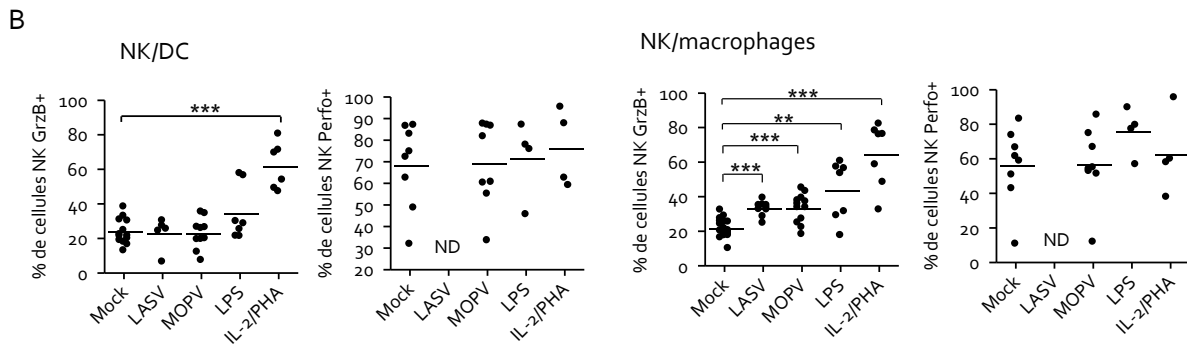 B
NK/DC
% de cellules NK GrzB+
100
80
60
40
20
0
***
Mock
LASV
MOPV
LPS
IL-2/PHA
% de cellules NK Perfo+
100
90
80
70
60
50
40
30
20
ND
Mock
LASV
MOPV
LPS
IL-2/PHA
NK/macrophages
% de cellules NK GrzB+
100
80
60
40
20
0
***
**
***
***
Mock
LASV
MOPV
LPS
IL-2/PHA
% de cellules NK Perfo+
100
80
60
40
20
0
ND
Mock
LASV
MOPV
LPS
IL-2/PHA